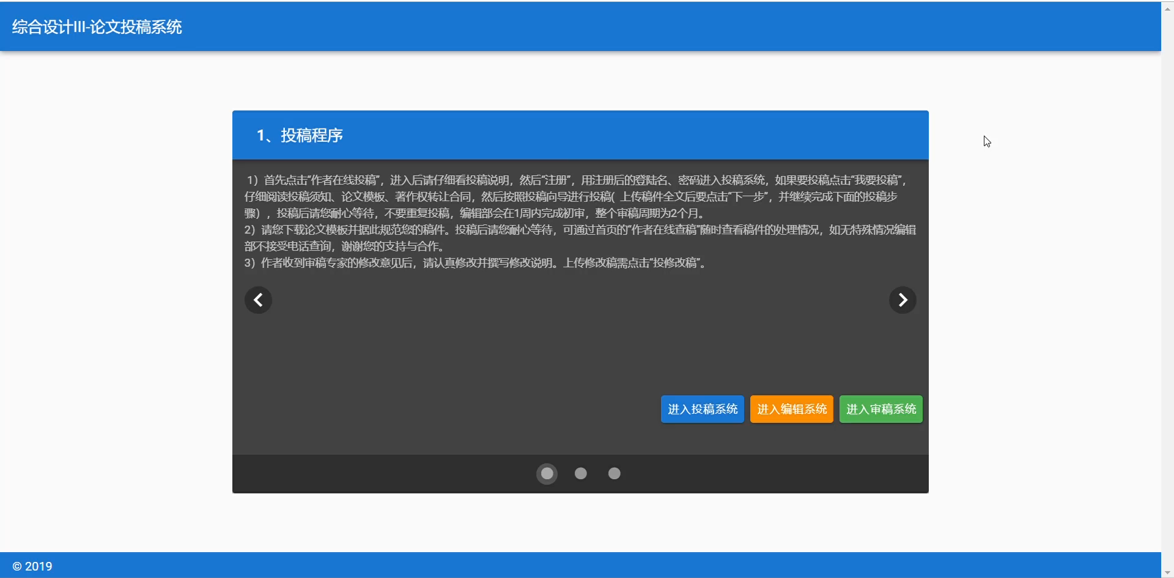 综合设计III-论文投稿系统
1、投稿程序
1）首先点击“作者在线投稿”，进入后请仔细看投稿说明，然后“注册”，用注册后的登陆名、密码进入投稿系统，如果要投稿点击“我要投稿”，
仔细阅读投稿须知、论文模板、著作权转让合同，然后按照投稿向导进行投稿( 上传稿件全文后要点击“下一步”，并继续完成下面的投稿步
骤），投稿后请您耐心等待，不要重复投稿，编辑部会在1周内完成初审，整个审稿周期为2个月。
2）请您下载论文模板并据此规范您的稿件。投稿后请您耐心等待，可通过首页的“作者在线查稿”随时查看稿件的处理情况，如无特殊情况编辑
部不接受电话查询，谢谢您的支持与合作。
3）作者收到审稿专家的修改意见后，请认真修改并撰写修改说明。上传修改稿需点击“投修改稿”。
进入投稿系统 进入编辑系统 进入审稿系统
© 2019